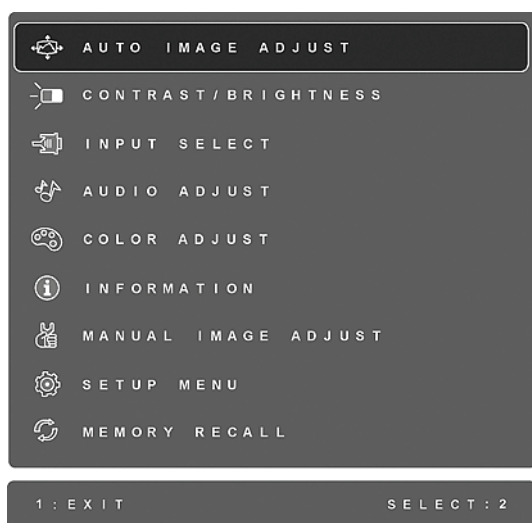 AUTO IMAGE ADJUST
CONTRAST/BRIGHTNESS
INPUT SELECT
AUDIO ADJUST
COLOR ADJUST
INFORMATION
MANUAL IMAGE ADJUST
SETUP MENU
MEMORY RECALL
1:EXIT SELECT:2